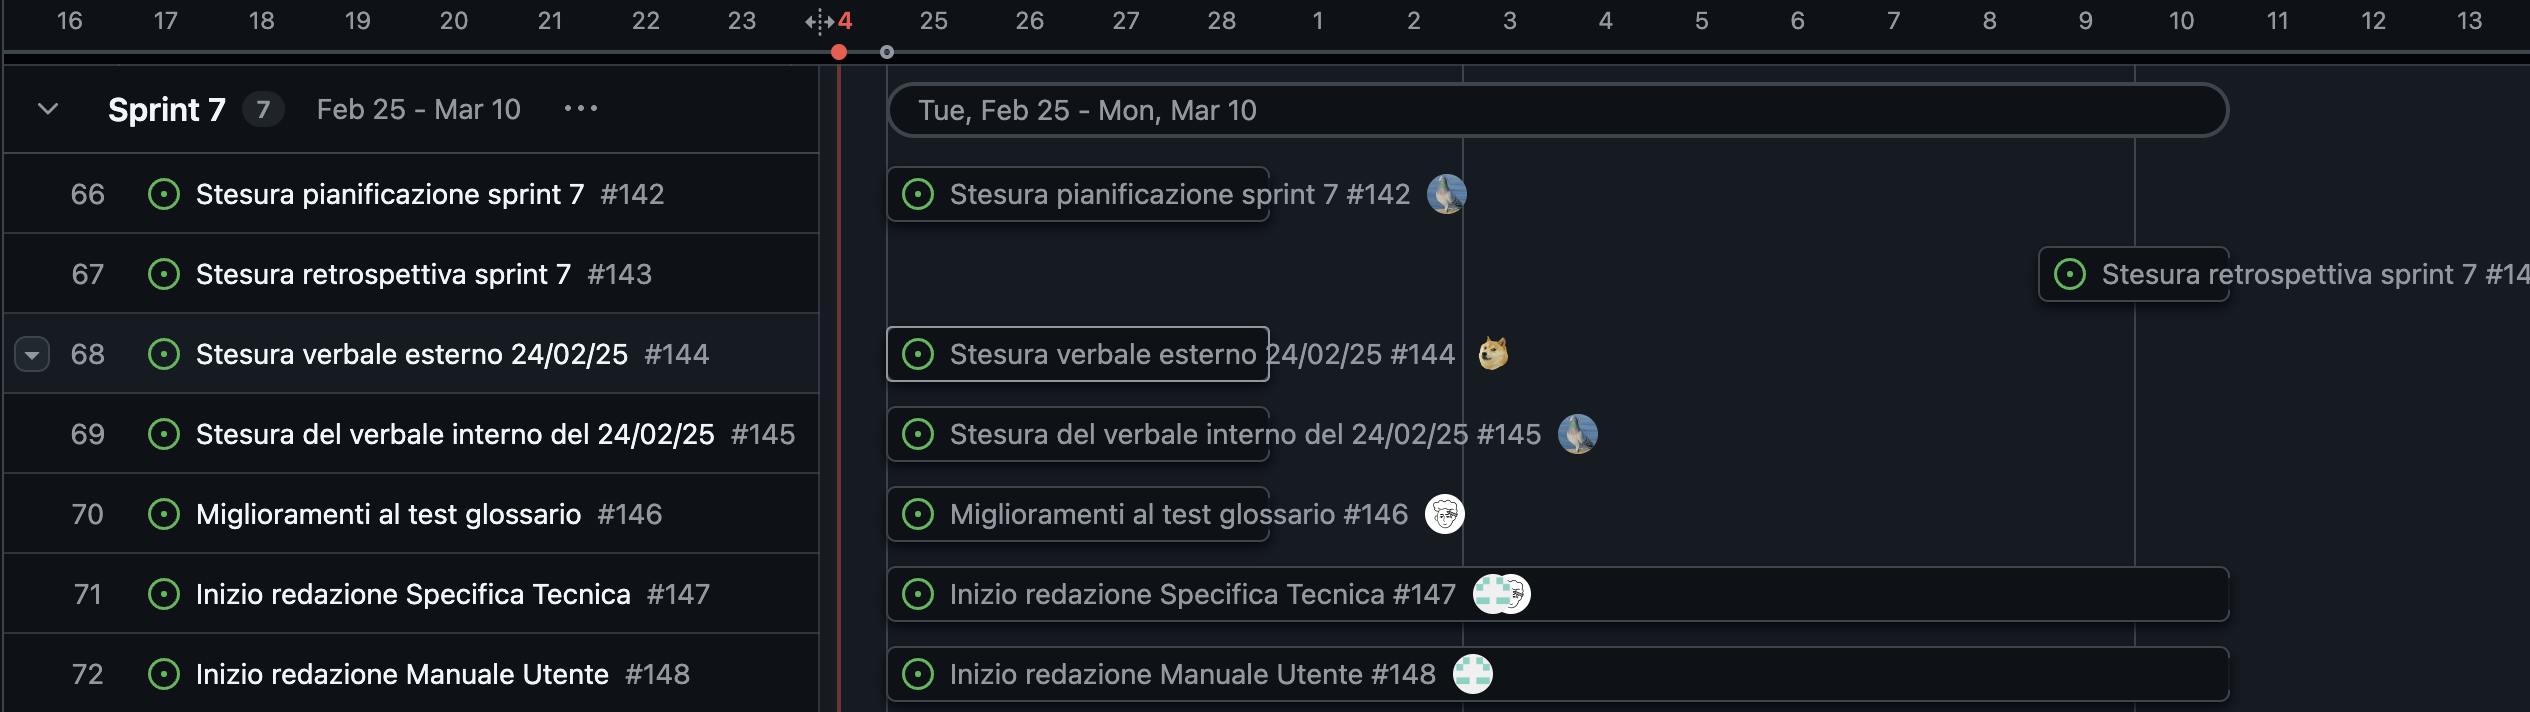 16 17 18 19 20 21 22 23 4 25 26 27 28 1 2 3 4 5 6 7 8 9 10 11 12 13
Sprint 7 7 Feb 25 - Mar 10 ... Tue, Feb 25 - Mon, Mar 10
66 Stesura pianificazione sprint 7 #142 Stesura pianificazione sprint 7 #142
67 Stesura retrospettiva sprint 7 #143 Stesura retrospettiva sprint 7 #14
68 Stesura verbale esterno 24/02/25 #144 Stesura verbale esterno 24/02/25 #144
69 Stesura del verbale interno del 24/02/25 #145 Stesura del verbale interno del 24/02/25 #145
70 Miglioramenti al test glossario #146 Miglioramenti al test glossario #146
71 Inizio redazione Specifica Tecnica #147 Inizio redazione Specifica Tecnica #147
72 Inizio redazione Manuale Utente #148 Inizio redazione Manuale Utente #148